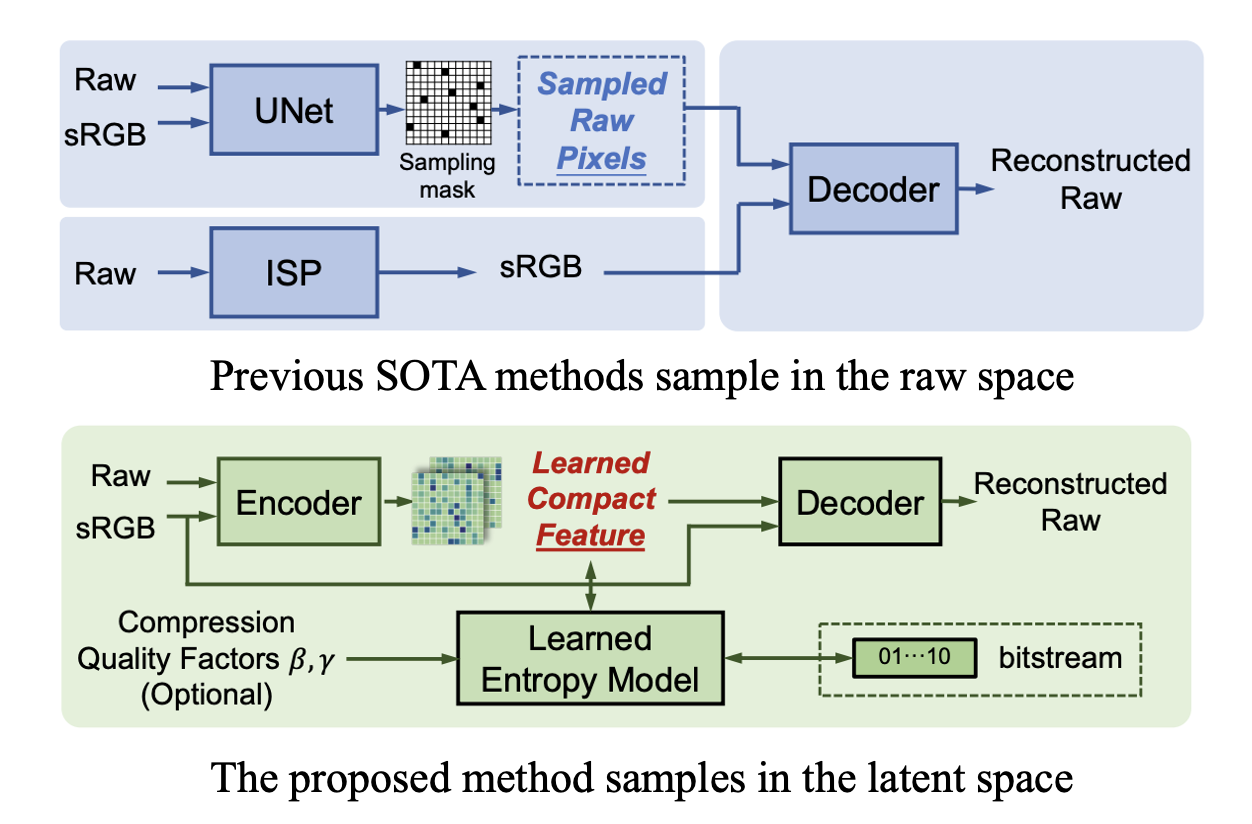 Raw
sRGB
UNet
Sampling
mask
Sampled
Raw
Pixels
Decoder
Reconstructed
Raw
Raw
ISP
sRGB
Previous SOTA methods sample in the raw space
Raw
sRGB
Encoder
Learned
Compact
Feature
Decoder
Reconstructed
Raw
Compression
Quality Factors β, γ
(Optional)
Learned
Entropy Model
01···10
bitstream
The proposed method samples in the latent space